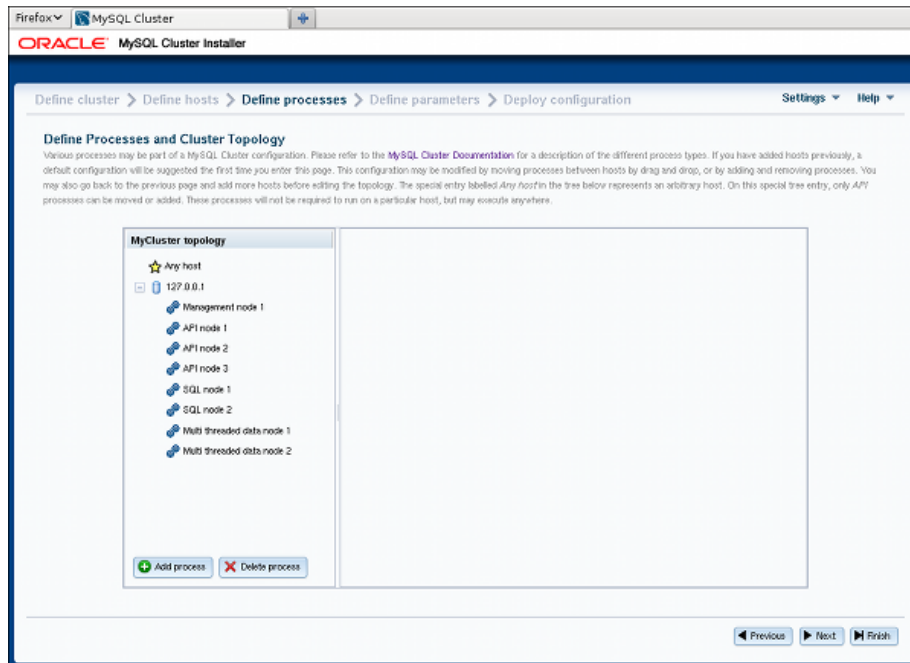 Firefox
MySQL Cluster
ORACLE MySQL Cluster Installer
Define cluster > Define hosts > Define processes > Define parameters > Deploy configuration
Settings Help
Define Processes and Cluster Topology
Various processes may be part of a MySQL Cluster configuration. Please refer to the MySQL Cluster Documentation for a description of the different process types. If you have added hosts previously, a
default configuration will be suggested the first time you enter this page. This configuration may be modified by moving processes between hosts by drag and drop, or by adding and removing processes. You
may also go back to the previous page and add more hosts before editing the topology. The special entry labelled Any host in the tree below represents an arbitrary host. On this special tree entry, only API
processes can be moved or added. These processes will not be required to run on a particular host, but may execute anywhere.
MyCluster topology
Any host
127.0.0.1
Management node 1
API node 1
API node 2
API node 3
SQL node 1
SQL node 2
Multi threaded data node 1
Multi threaded data node 2
Add process Delete process
Previous Next Finish